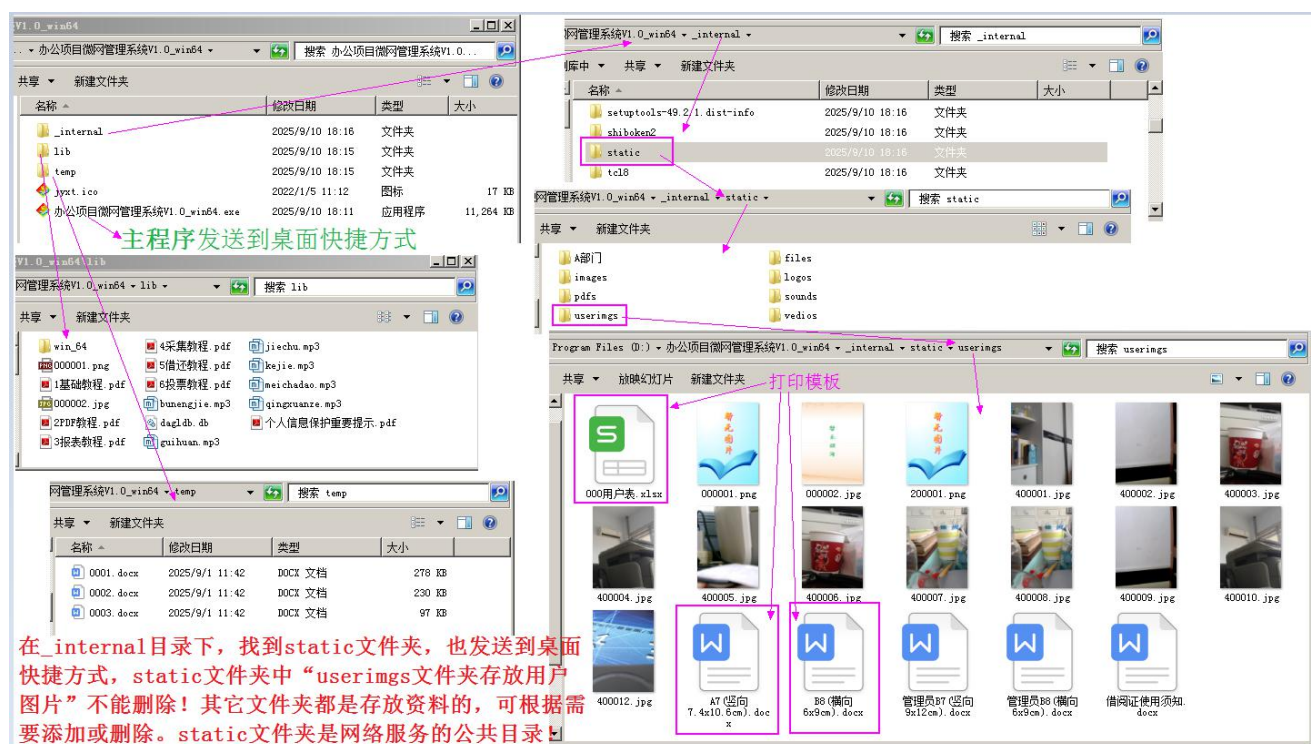 V1.0_win64
办公项目微网管理系统V1.0_win64
搜索 办公项目微网管理系统V1.0...
共享 新建文件夹
名称 修改日期 类型 大小
_internal 2025/9/10 18:16 文件夹
lib 2025/9/10 18:15 文件夹
temp 2025/9/10 18:15 文件夹
jyxt.ico 2022/1/5 11:12 图标 17 KB
办公项目微网管理系统V1.0_win64.exe 2025/9/10 18:11 应用程序 11,264 KB
主程序发送到桌面快捷方式
网管理系统V1.0_win64 _internal
搜索 _internal
库中 共享 新建文件夹
名称 修改日期 类型 大小
setuptools-49.2.1.dist-info 2025/9/10 18:16 文件夹
shiboken2 2025/9/10 18:16 文件夹
static 2025/9/10 18:16 文件夹
tcl8 2025/9/10 18:16 文件夹
网管理系统V1.0_win64 _internal static
搜索 static
共享 新建文件夹
A部门 files
images logos
pdfs sounds
userimgs vedios
V1.0_win64\lib
网管理系统V1.0_win64 lib
搜索 lib
共享 新建文件夹
win_64 4采集教程.pdf jiechu.mp3
000001.png 5借还教程.pdf kejie.mp3
1基础教程.pdf 6投票教程.pdf meichadao.mp3
000002.jpg bunengjie.mp3 qingxuanze.mp3
2PDF教程.pdf dagldb.db 个人信息保护重要提示.pdf
3报表教程.pdf guihuan.mp3
网管理系统V1.0_win64 temp
搜索 temp
共享 新建文件夹
名称 修改日期 类型 大小
0001.docx 2025/9/1 11:42 DOCX 文档 278 KB
0002.docx 2025/9/1 11:42 DOCX 文档 230 KB
0003.docx 2025/9/1 11:42 DOCX 文档 97 KB
在_internal目录下，找到static文件夹，也发送到桌面
快捷方式，static文件夹中“userimgs文件夹存放用户
图片”不能删除！其它文件夹都是存放资料的，可根据需
要添加或删除。static文件夹是网络服务的公共目录！
Program Files (D:) 办公项目微网管理系统V1.0_win64 _internal static userimgs
搜索 userimgs
共享 放映幻灯片 新建文件夹
打印模板
暂无图片
暂无图片
000用户表.xlsx 000001.png 000002.jpg 200001.png 400001.jpg 400002.jpg 400003.jpg
400004.jpg 400005.jpg 400006.jpg 400007.jpg 400008.jpg 400009.jpg 400010.jpg
400012.jpg A7(竖向 B8(横向 管理员B7(竖向 管理员B8(横向 借阅证使用须知.
7.4x10.6cm).doc 6x9cm).docx 9x12cm).docx 6x9cm).docx docx
x